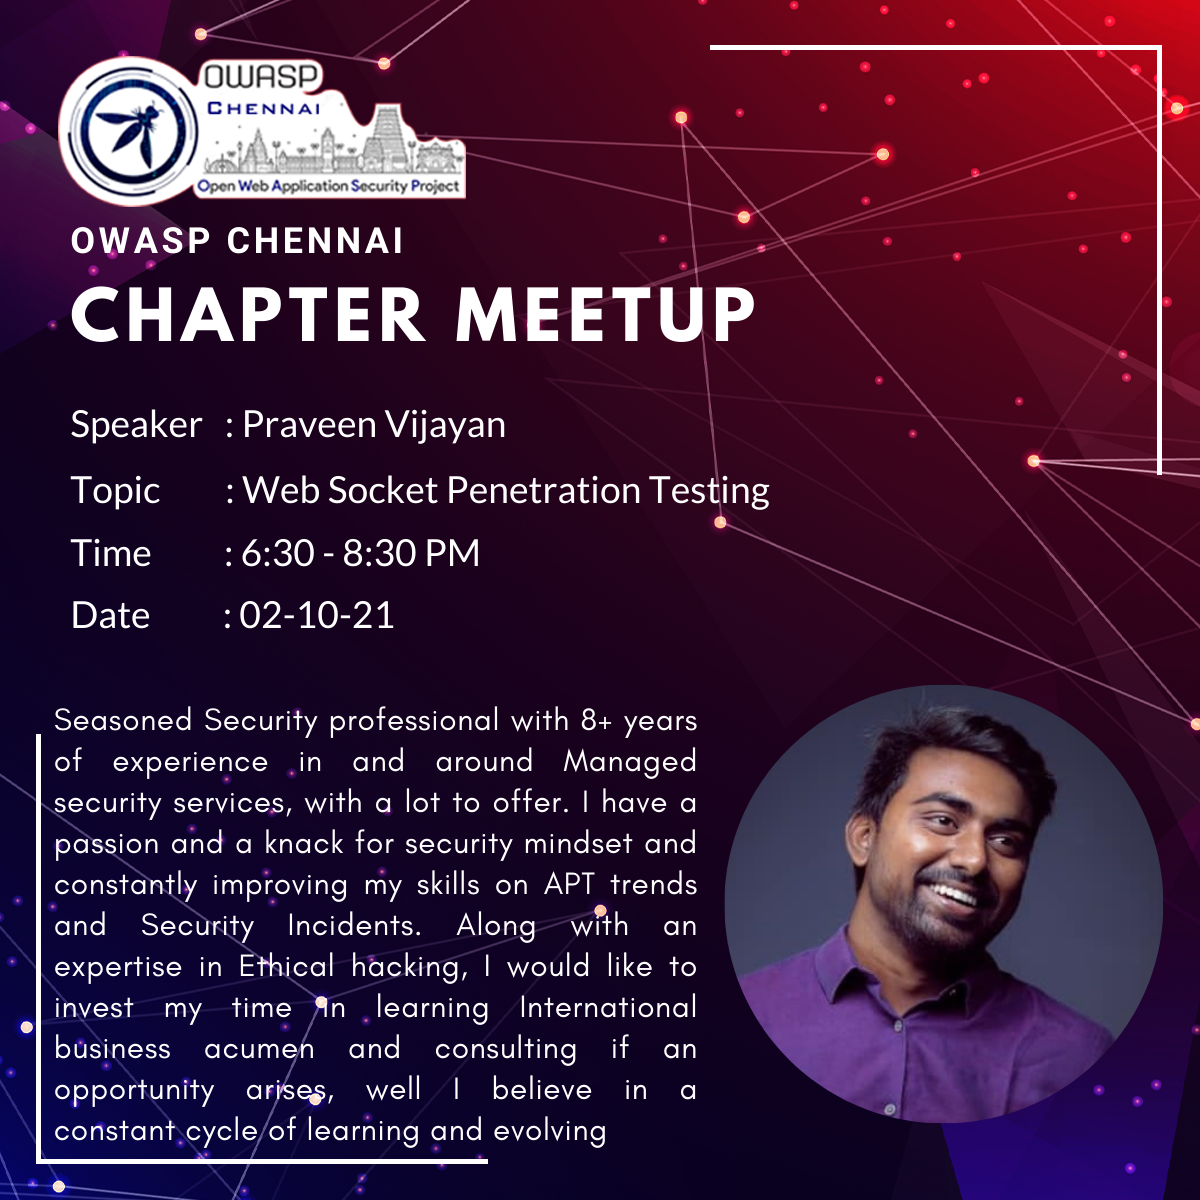 OWASP
CHENNAI
Open Web Application Security Project
OWASP CHENNAI
CHAPTER MEETUP
Speaker : Praveen Vijayan
Topic : Web Socket Penetration Testing
Time : 6:30 - 8:30 PM
Date : 02-10-21
Seasoned Security professional with 8+ years
of experience in and around Managed
security services, with a lot to offer. I have a
passion and a knack for security mindset and
constantly improving my skills on APT trends
and Security Incidents. Along with an
expertise in Ethical hacking, I would like to
invest my time in learning International
business acumen and consulting if an
opportunity arises, well I believe in a
constant cycle of learning and evolving